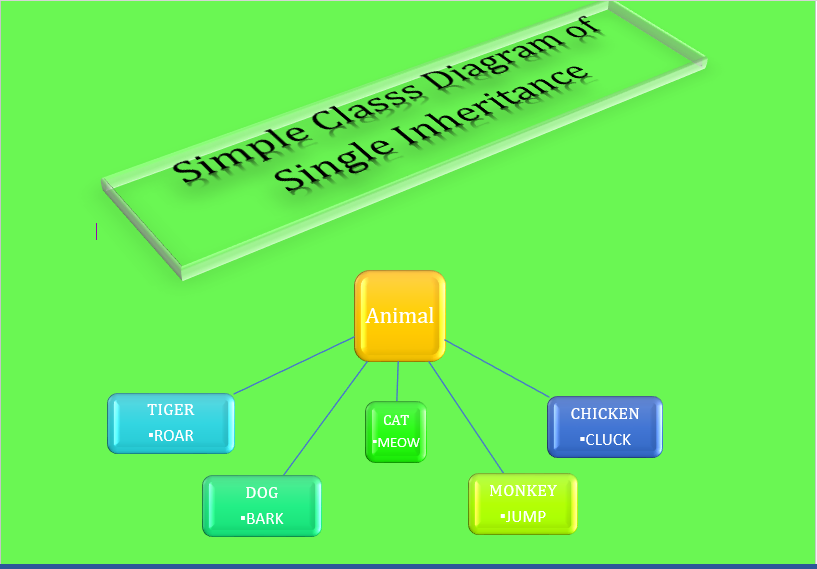 Simple Classs Diagram of
Single Inheritance
Animal
TIGER
▪ROAR
CAT
▪MEOW
CHICKEN
▪CLUCK
DOG
▪BARK
MONKEY
▪JUMP